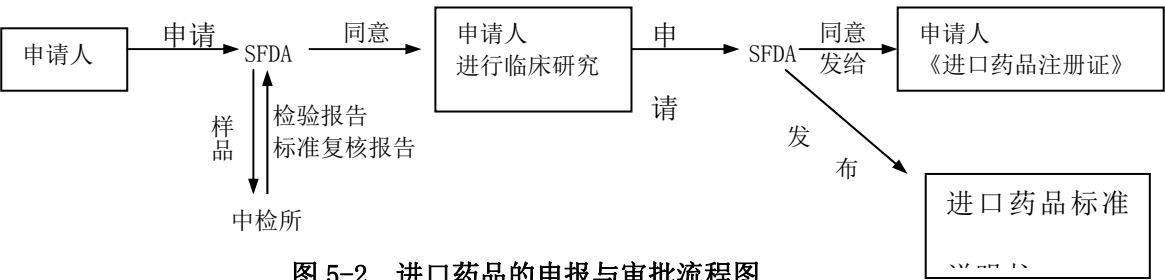 申请人
申请
SFDA
同意
申请人
进行临床研究
申
请
SFDA
同意
发给
申请人
《进口药品注册证》
样
品
检验报告
标准复核报告
中检所
发
布
进口药品标准
图 5-2 进口药品的申报与审批流程图